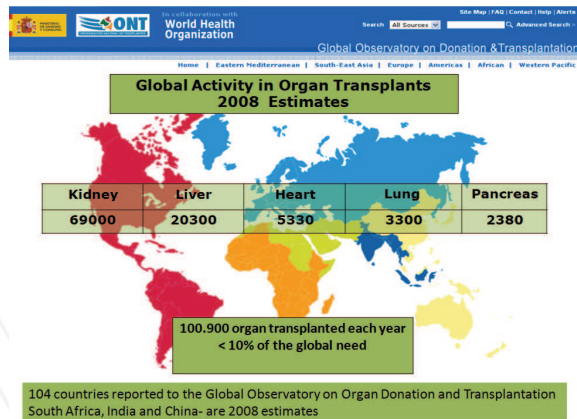 In collaboration with
World Health
Organization
ONT
Site Map | FAQ | Contact | Help | Alerts
Search All Sources Advanced Search
Global Observatory on Donation & Transplantation
Home | Eastern Mediterranean | South-East Asia | Europe | Americas | African | Western Pacific
Global Activity in Organ Transplants
2008 Estimates
Kidney Liver Heart Lung Pancreas
69000 20300 5330 3300 2380
100.900 organ transplanted each year
< 10% of the global need
104 countries reported to the Global Observatory on Organ Donation and Transplantation
South Africa, India and China- are 2008 estimates